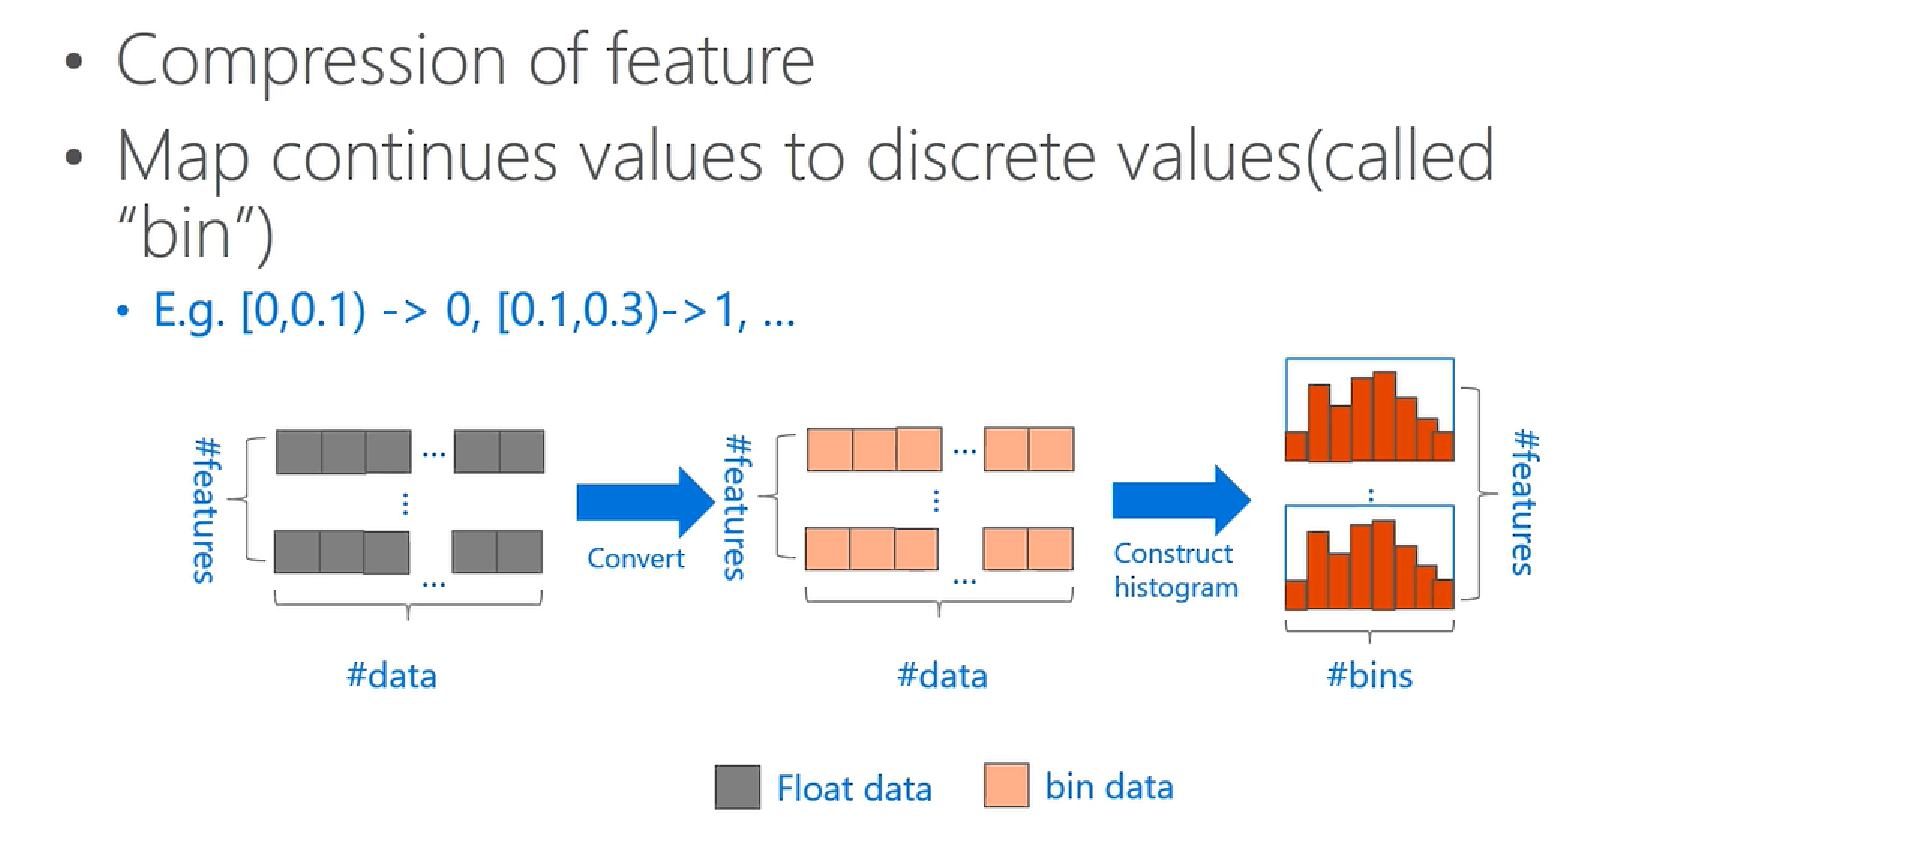 • Compression of feature
• Map continues values to discrete values(called
“bin”)
• E.g. [0,0.1) -> 0, [0.1,0.3)->1, ...
#features
...
...
...
#data
Convert
#features
...
...
...
#data
Construct
histogram
...
#features
#bins
Float data
bin data